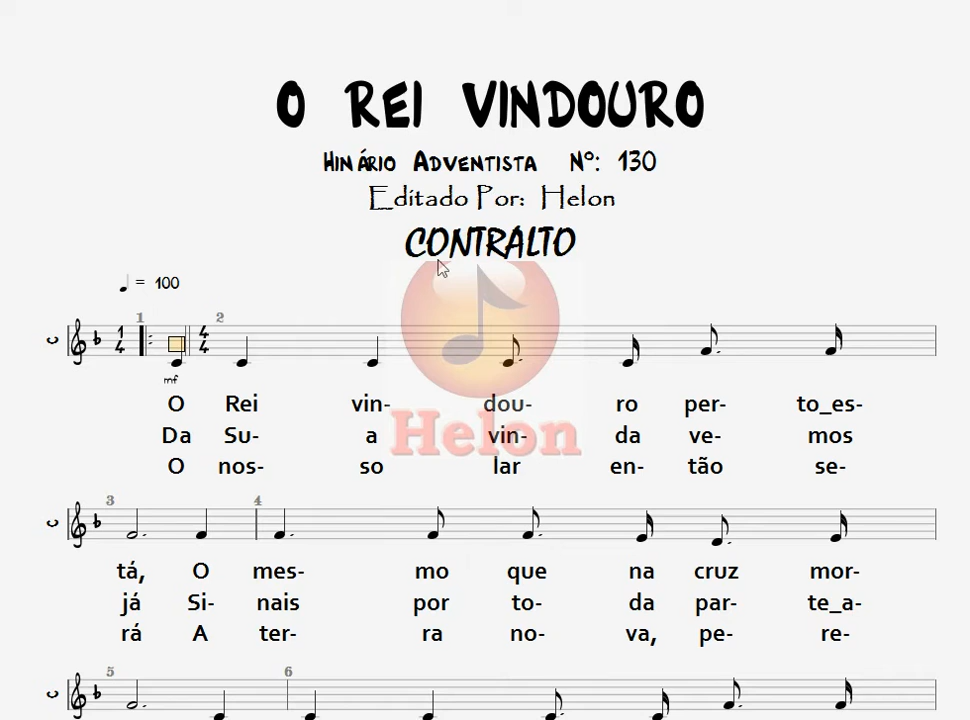 O REI VINDOURO
HINÁRIO ADVENTISTA Nº: 130
Editado Por: Helon
CONTRALTO
= 100
1 2
C 1 4 4 4
mf
O Rei vin- dou- ro per- to_es-
Helon
Da Su- a vin- da ve- mos
O nos- so lar en- tão se-
3 4
C
tá, O mes- mo que na cruz mor-
já Si- nais por to- da par- te_a-
rá A ter- ra no- va, pe- re-
5 6
C